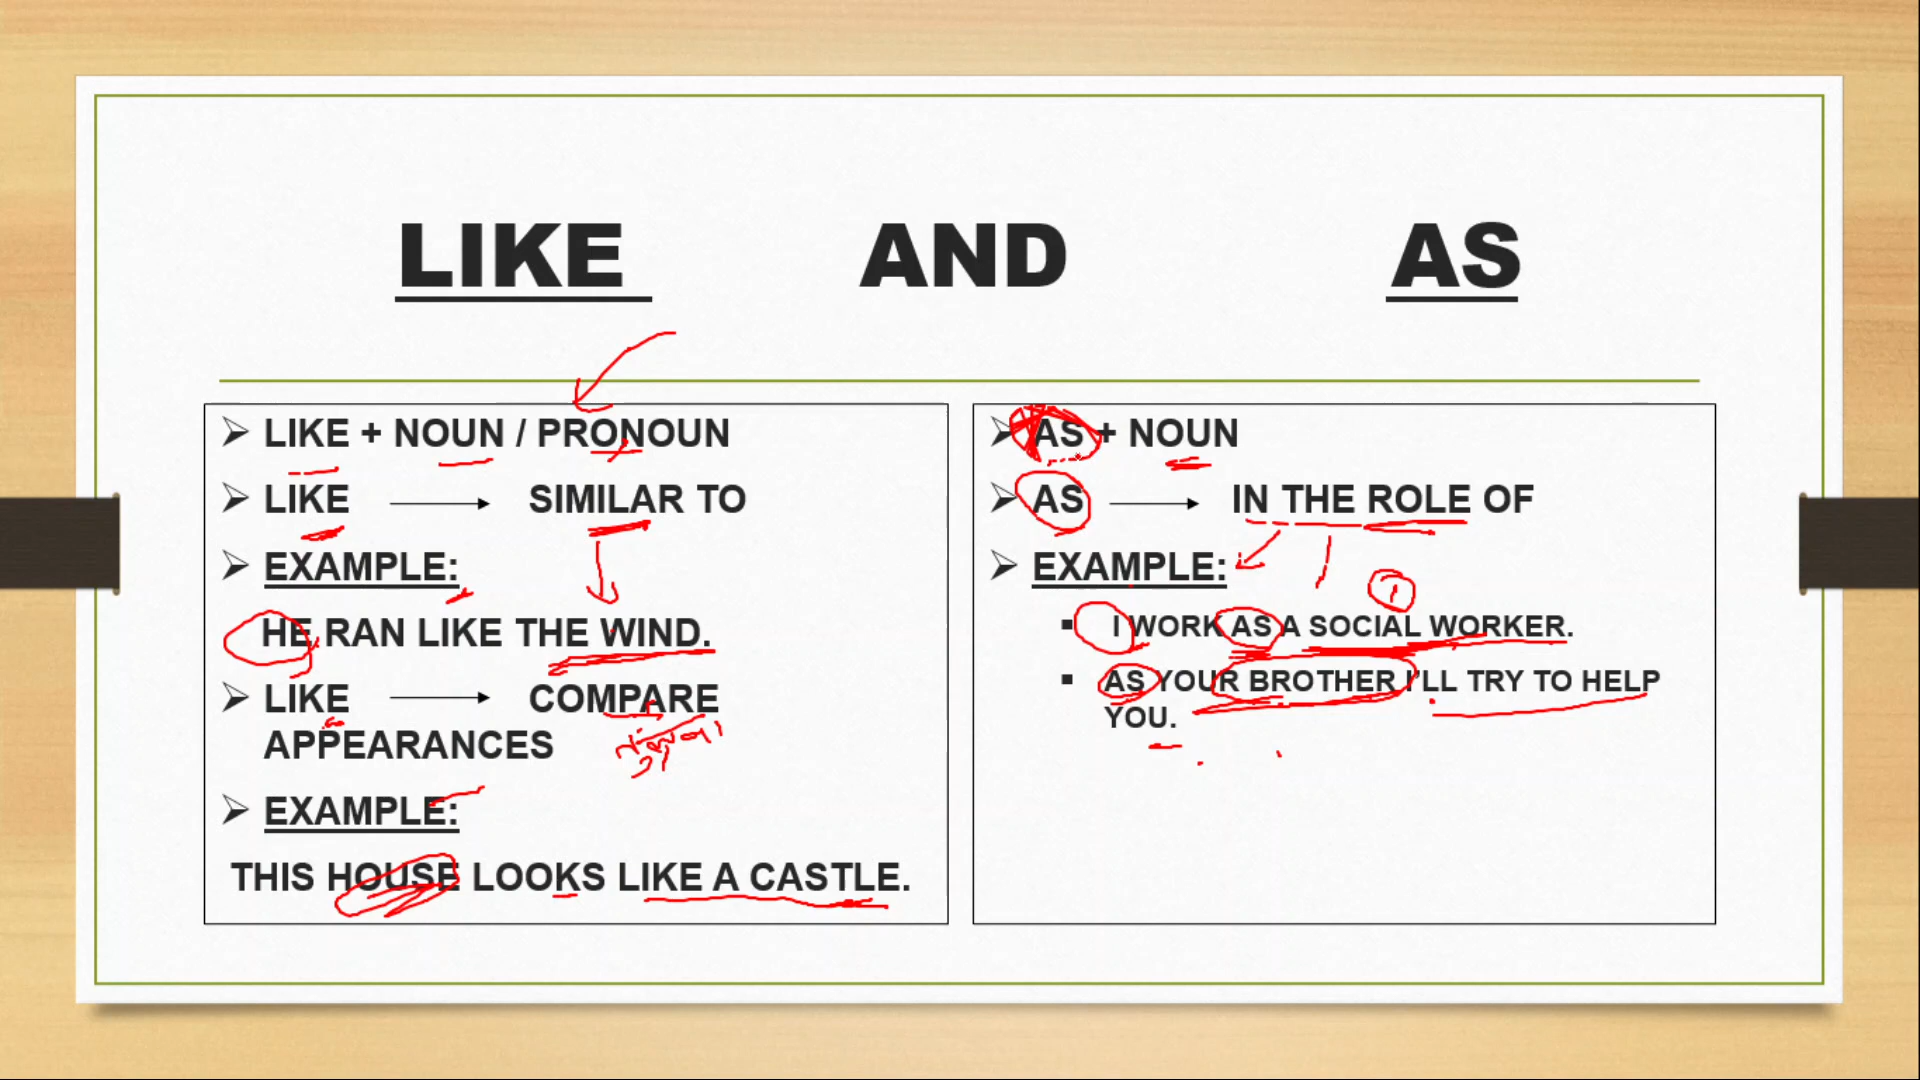 LIKE AND AS
LIKE + NOUN / PRONOUN
LIKE → SIMILAR TO
EXAMPLE:
HE RAN LIKE THE WIND.
LIKE → COMPARE
APPEARANCES
EXAMPLE:
THIS HOUSE LOOKS LIKE A CASTLE.
AS + NOUN
AS → IN THE ROLE OF
EXAMPLE:
1
I WORK AS A SOCIAL WORKER.
AS YOUR BROTHER I'LL TRY TO HELP
YOU.